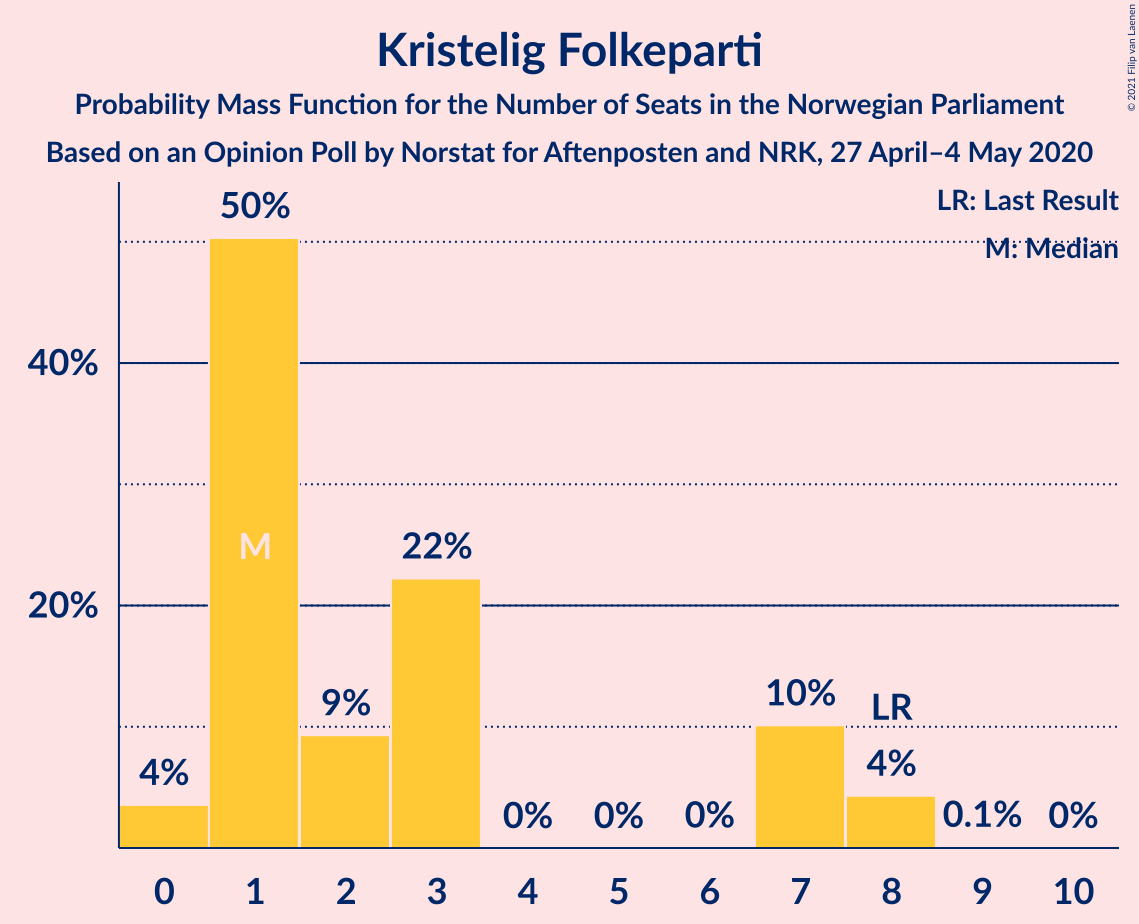 Kristelig Folkeparti
Probability Mass Function for the Number of Seats in the Norwegian Parliament
Based on an Opinion Poll by Norstat for Aftenposten and NRK, 27 April–4 May 2020
© 2021 Filip van Laenen
LR: Last Result
M: Median
50%
40%
M
22%
20%
10%
LR
9%
4%
4%
0%
0%
0%
0.1%
0%
0 1 2 3 4 5 6 7 8 9 10